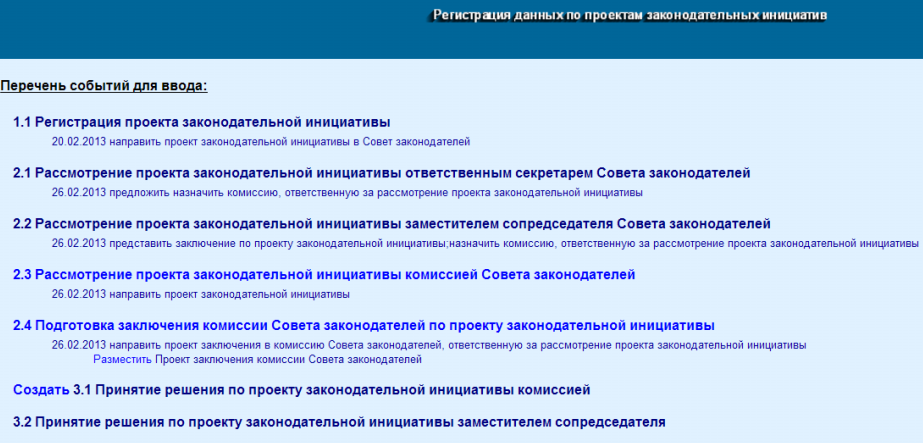 Регистрация данных по проектам законодательных инициатив
Перечень событий для ввода:
1.1 Регистрация проекта законодательной инициативы
20.02.2013 направить проект законодательной инициативы в Совет законодателей
2.1 Рассмотрение проекта законодательной инициативы ответственным секретарем Совета законодателей
26.02.2013 предложить назначить комиссию, ответственную за рассмотрение проекта законодательной инициативы
2.2 Рассмотрение проекта законодательной инициативы заместителем сопредседателя Совета законодателей
26.02.2013 представить заключение по проекту законодательной инициативы;назначить комиссию, ответственную за рассмотрение проекта законодательной инициативы
2.3 Рассмотрение проекта законодательной инициативы комиссией Совета законодателей
26.02.2013 направить проект законодательной инициативы
2.4 Подготовка заключения комиссии Совета законодателей по проекту законодательной инициативы
26.02.2013 направить проект заключения в комиссию Совета законодателей, ответственную за рассмотрение проекта законодательной инициативы
Разместить Проект заключения комиссии Совета законодателей
Создать 3.1 Принятие решения по проекту законодательной инициативы комиссией
3.2 Принятие решения по проекту законодательной инициативы заместителем сопредседателя